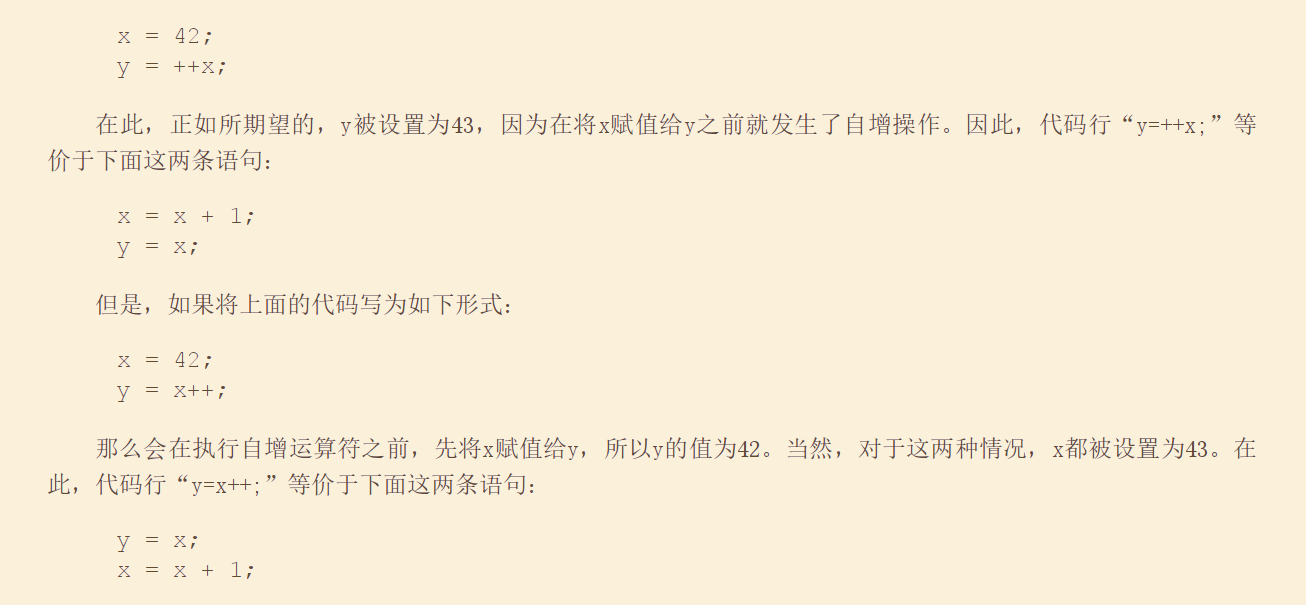 x = 42;
y = ++x;
在此，正如所期望的，y被设置为43，因为在将x赋值给y之前就发生了自增操作。因此，代码行“y=++x;”等
价于下面这两条语句：
x = x + 1;
y = x;
但是，如果将上面的代码写为如下形式：
x = 42;
y = x++;
那么会在执行自增运算符之前，先将x赋值给y，所以y的值为42。当然，对于这两种情况，x都被设置为43。在
此，代码行“y=x++;”等价于下面这两条语句：
y = x;
x = x + 1;